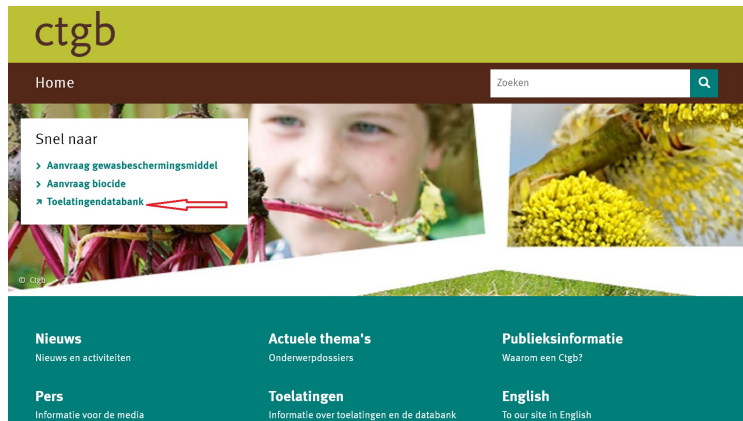 ctgb
Home
Zoeken
Snel naar
Aanvraag gewasbeschermingsmiddel
Aanvraag biocide
Toelatingendatabank
© Ctgb
Nieuws
Nieuws en activiteiten
Actuele thema's
Onderwerpdossiers
Publieksinformatie
Waarom een Ctgb?
Pers
Informatie voor de media
Toelatingen
Informatie over toelatingen en de databank
English
To our site in English